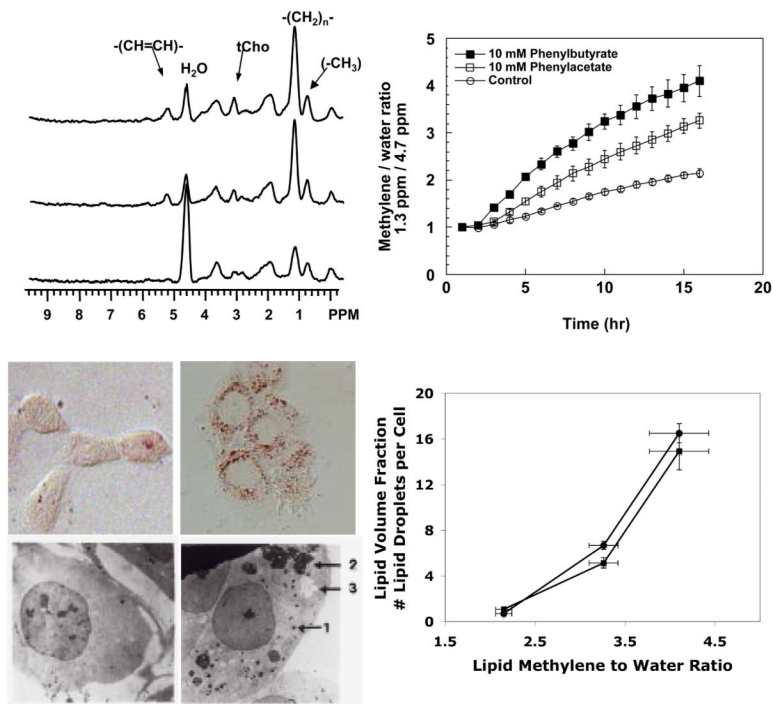 -(CH=CH)-
H₂O
tCho
-(CH₂)ₙ-
(-CH₃)
9 8 7 6 5 4 3 2 1 PPM
Methylene / water ratio
1.3 ppm / 4.7 ppm
5
4
3
2
1
0
10 mM Phenylbutyrate
10 mM Phenylacetate
Control
0 5 10 15 20
Time (hr)
2
3
1
Lipid Volume Fraction
# Lipid Droplets per Cell
20
16
12
8
4
0
1.5 2.5 3.5 4.5
Lipid Methylene to Water Ratio